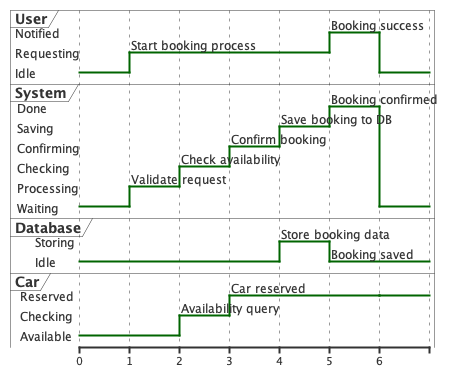 User
Booking success
Notified
Start booking process
Requesting
Idle
System
Booking confirmed
Done
Save booking to DB
Saving
Confirm booking
Confirming
Check availability
Checking
Validate request
Processing
Waiting
Database
Store booking data
Storing
Booking saved
Idle
Car
Car reserved
Reserved
Availability query
Checking
Available
0 1 2 3 4 5 6